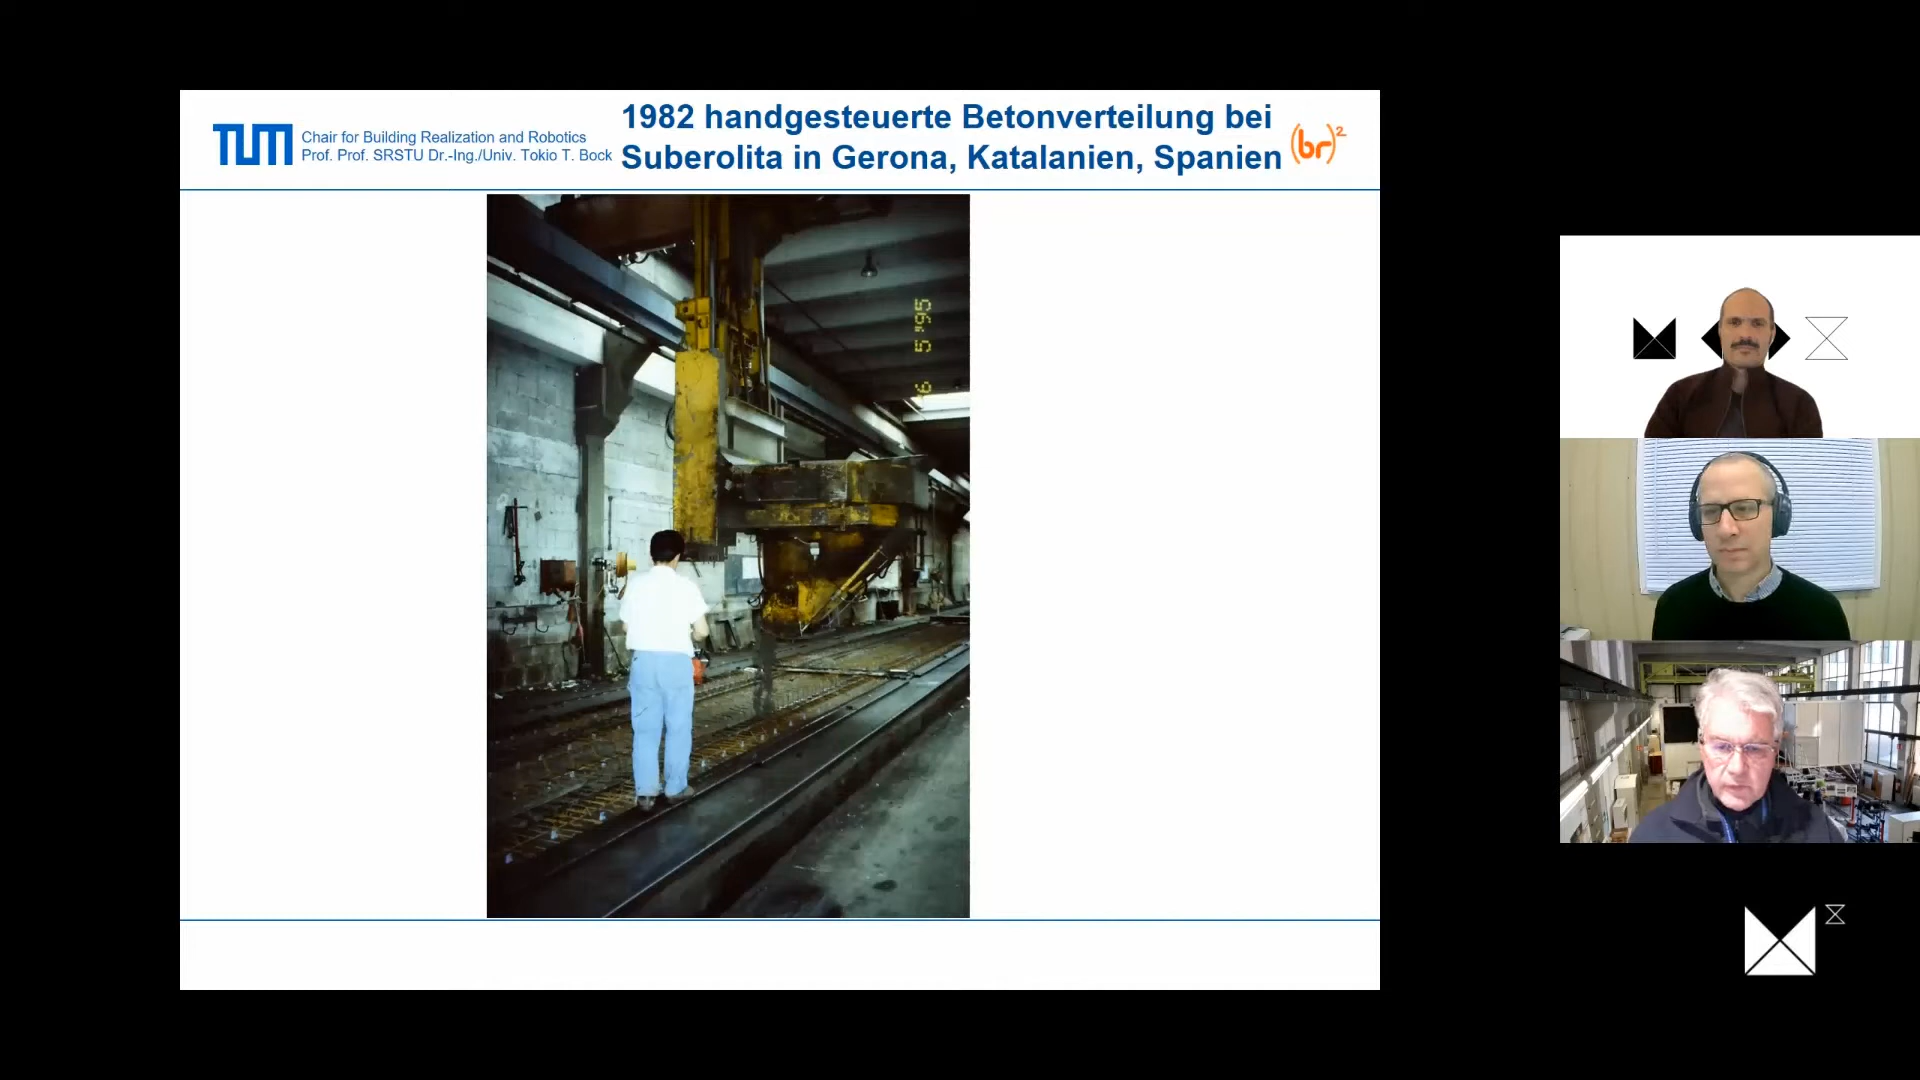 TUM
Chair for Building Realization and Robotics
Prof. Prof. SRSTU Dr.-Ing./Univ. Tokio T. Bock
1982 handgesteuerte Betonverteilung bei
Suberolita in Gerona, Katalanien, Spanien
(br)²
6 5'95